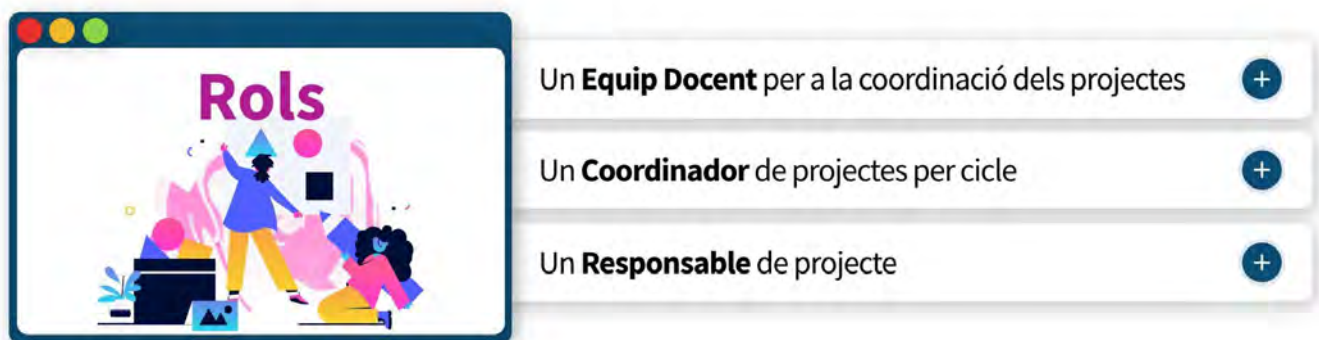 Rols
Un Equip Docent per a la coordinació dels projectes
Un Coordinador de projectes per cicle
Un Responsable de projecte